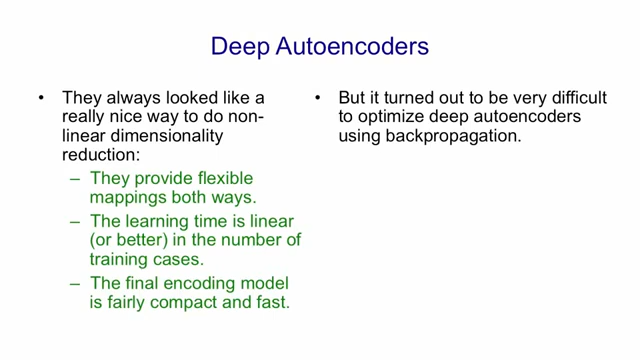 Deep Autoencoders
• They always looked like a
really nice way to do non-
linear dimensionality
reduction:
– They provide flexible
mappings both ways.
– The learning time is linear
(or better) in the number of
training cases.
– The final encoding model
is fairly compact and fast.
• But it turned out to be very difficult
to optimize deep autoencoders
using backpropagation.